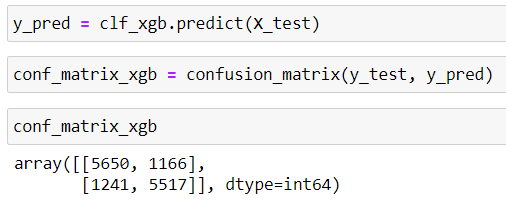 y_pred = clf_xgb.predict(X_test)
conf_matrix_xgb = confusion_matrix(y_test, y_pred)
conf_matrix_xgb
array([[5650, 1166],
       [1241, 5517]], dtype=int64)